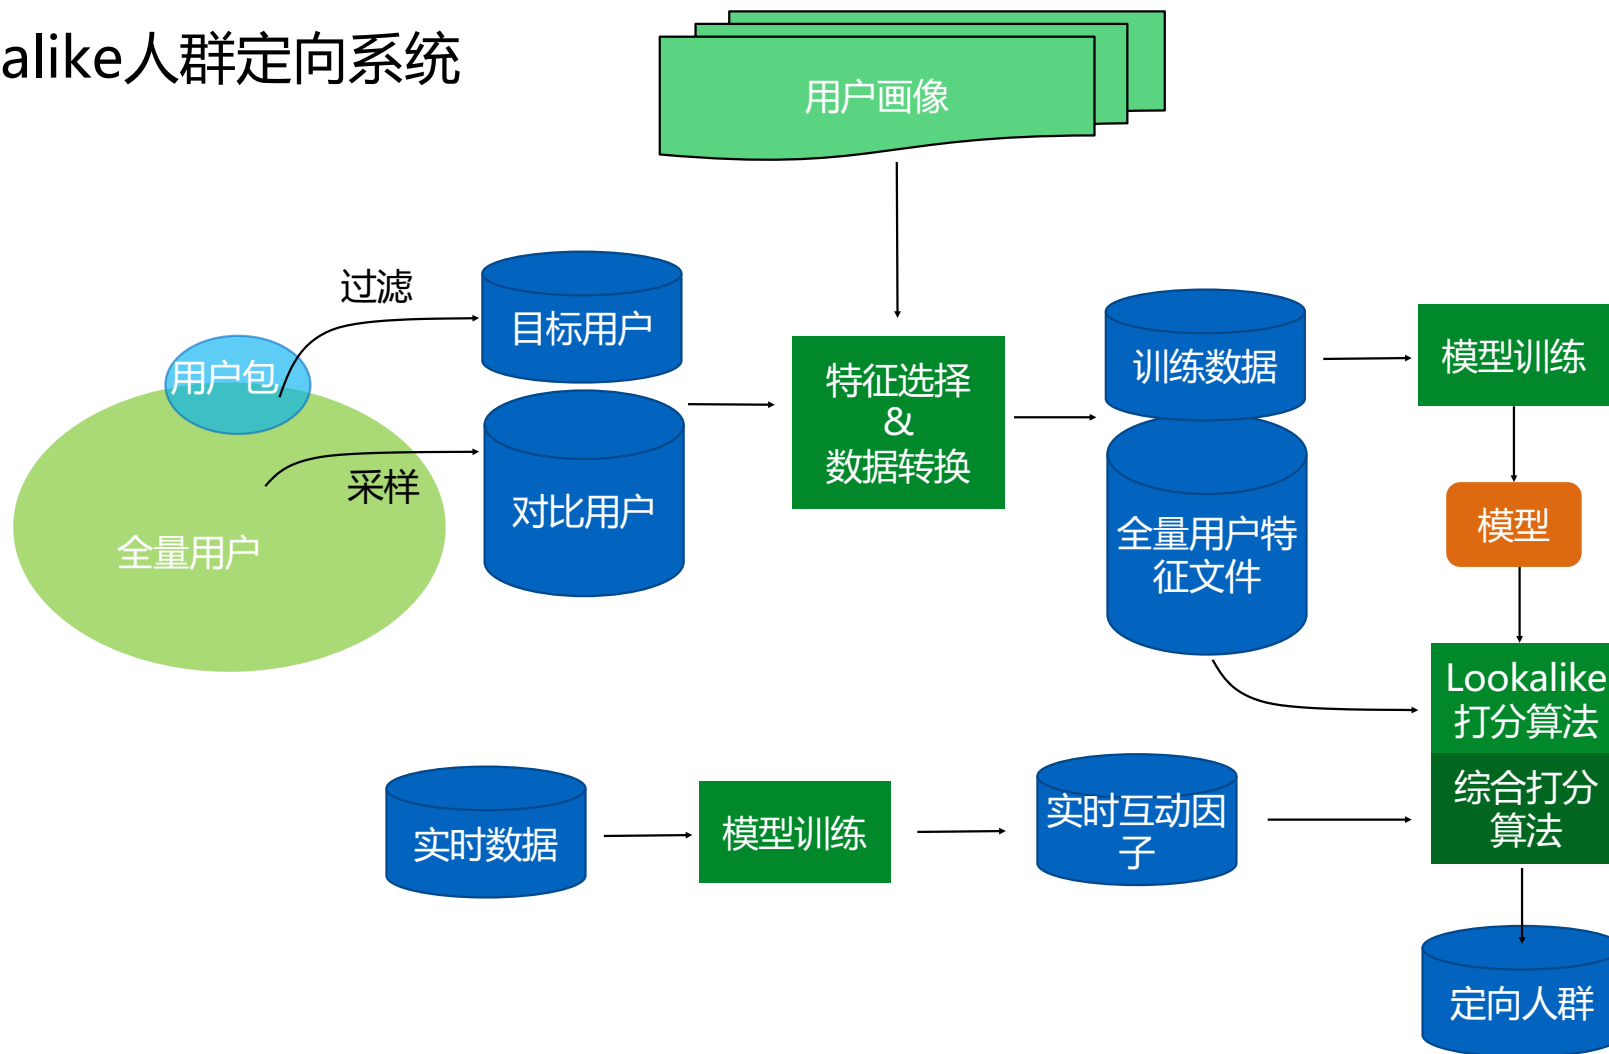 alike人群定向系统
用户画像
过滤
目标用户
用户包
采样
全量用户
对比用户
特征选择
&
数据转换
训练数据
全量用户特
征文件
模型训练
模型
Lookalike
打分算法
综合打分
算法
实时数据
模型训练
实时互动因
子
定向人群